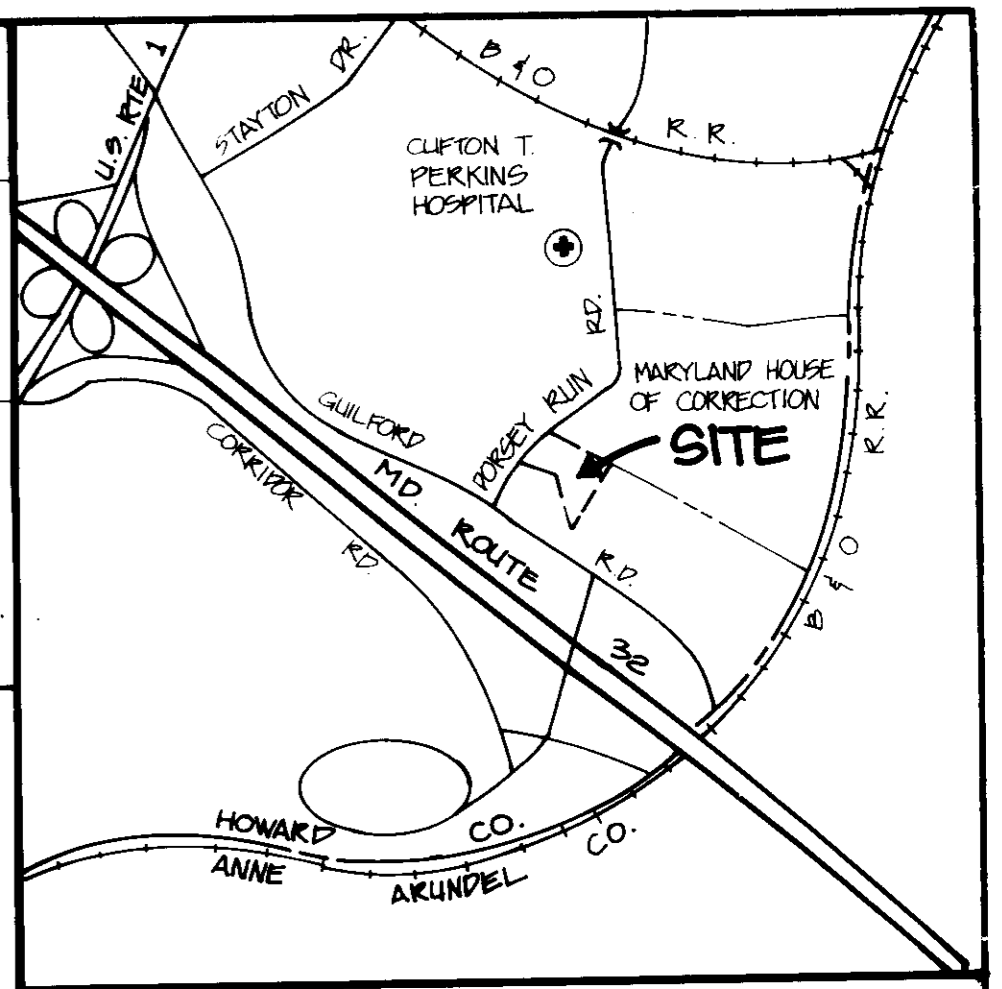 U.S. RTE 1
STAYTON DR.
B & O R. R.
CLIFTON T.
PERKINS
HOSPITAL
DORSEY RUN RD.
MARYLAND HOUSE
OF CORRECTION
SITE
GUILFORD RD.
MD. ROUTE 32
CORRIDOR RD.
B & O R.R.
HOWARD CO.
ANNE ARUNDEL CO.